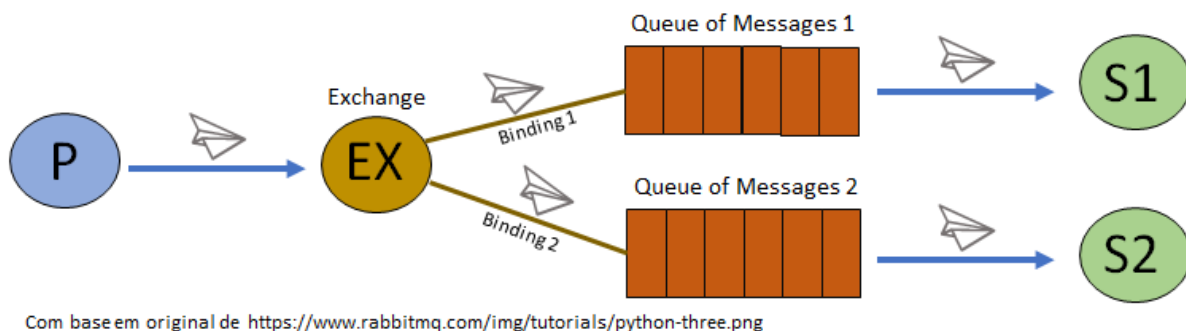 Queue of Messages 1
Exchange
Binding 1
P
EX
S1
Queue of Messages 2
Binding 2
S2
Com base em original de https://www.rabbitmq.com/img/tutorials/python-three.png